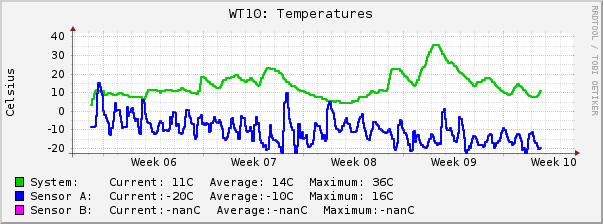 WT10: Temperatures
RRDTOOL / TOBI OETIKER
Celsius
40
30
20
10
0
-10
-20
Week 06 Week 07 Week 08 Week 09 Week 10
System: Current: 11C Average: 14C Maximum: 36C
Sensor A: Current:-20C Average:-10C Maximum: 16C
Sensor B: Current:-nanC Average:-nanC Maximum:-nanC